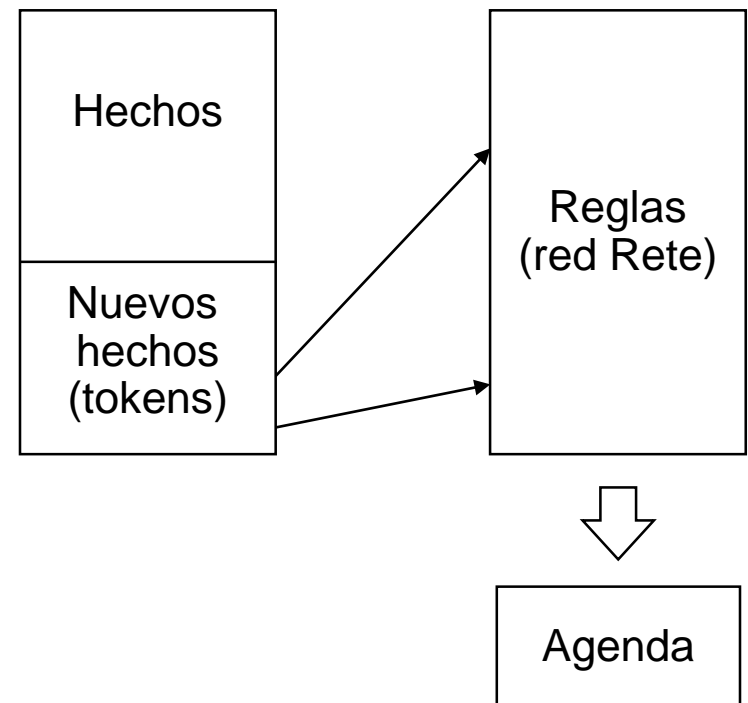 Hechos
Nuevos
hechos
(tokens)
Reglas
(red Rete)
Agenda